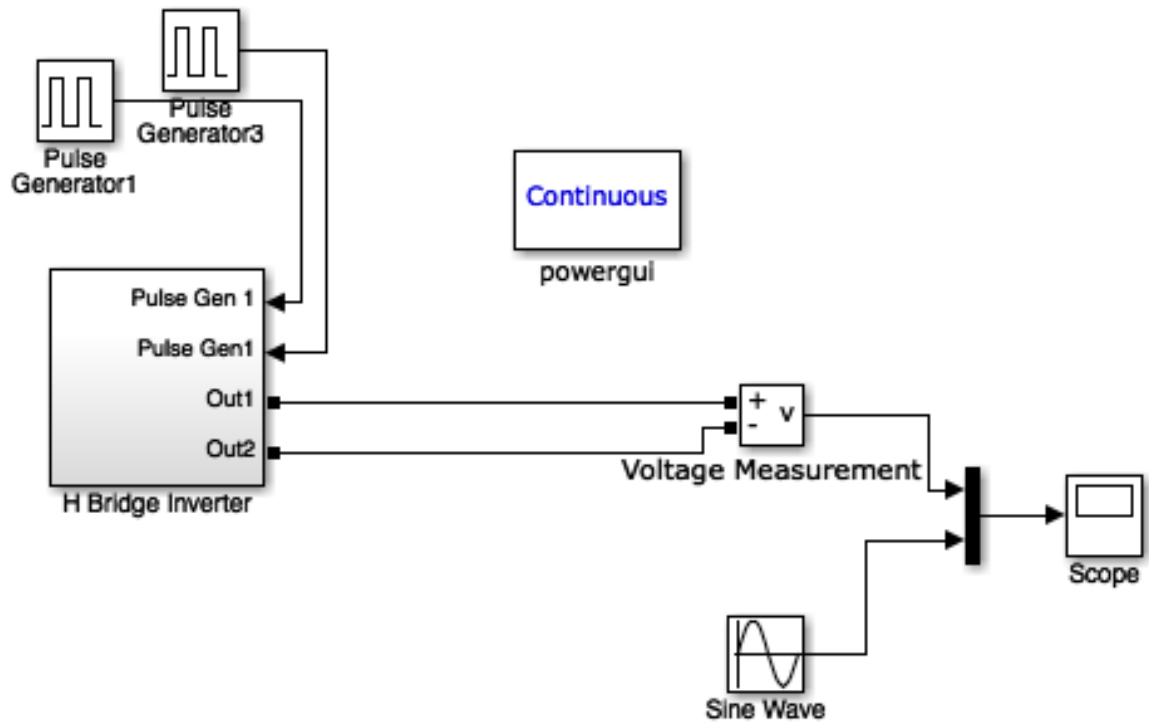 Pulse
Generator3
Pulse
Generator1
Continuous
powergui
Pulse Gen 1
Pulse Gen1
Out1
Out2
H Bridge Inverter
+
-
v
Voltage Measurement
Scope
Sine Wave